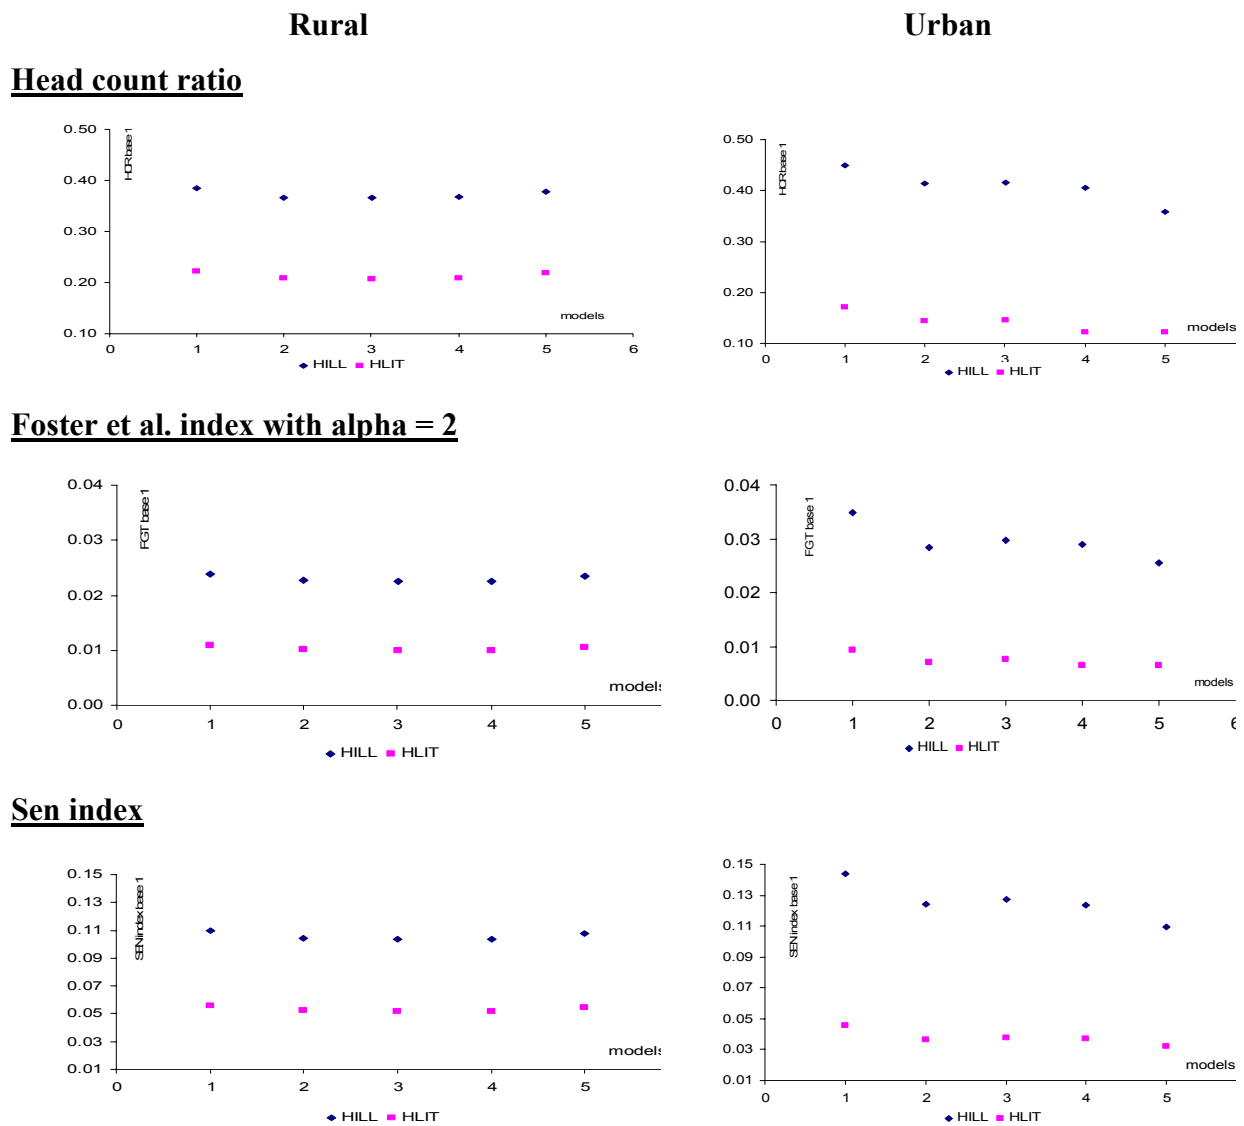 Rural
Urban
Head count ratio
HCR base 1
0.50
0.40
0.30
0.20
0.10
0 1 2 3 4 5 6
models
HILL HLIT
HCR base 1
0.50
0.40
0.30
0.20
0.10
0 1 2 3 4 5
models
HILL HLIT
Foster et al. index with alpha = 2
FGT base 1
0.04
0.03
0.02
0.01
0.00
0 1 2 3 4 5
models
HILL HLIT
FGT base 1
0.04
0.03
0.02
0.01
0.00
0 1 2 3 4 5 6
models
HILL HLIT
Sen index
SEN index base 1
0.15
0.13
0.11
0.09
0.07
0.05
0.03
0.01
0 1 2 3 4 5
models
HILL HLIT
SEN index base 1
0.15
0.13
0.11
0.09
0.07
0.05
0.03
0.01
0 1 2 3 4 5
models
HILL HLIT